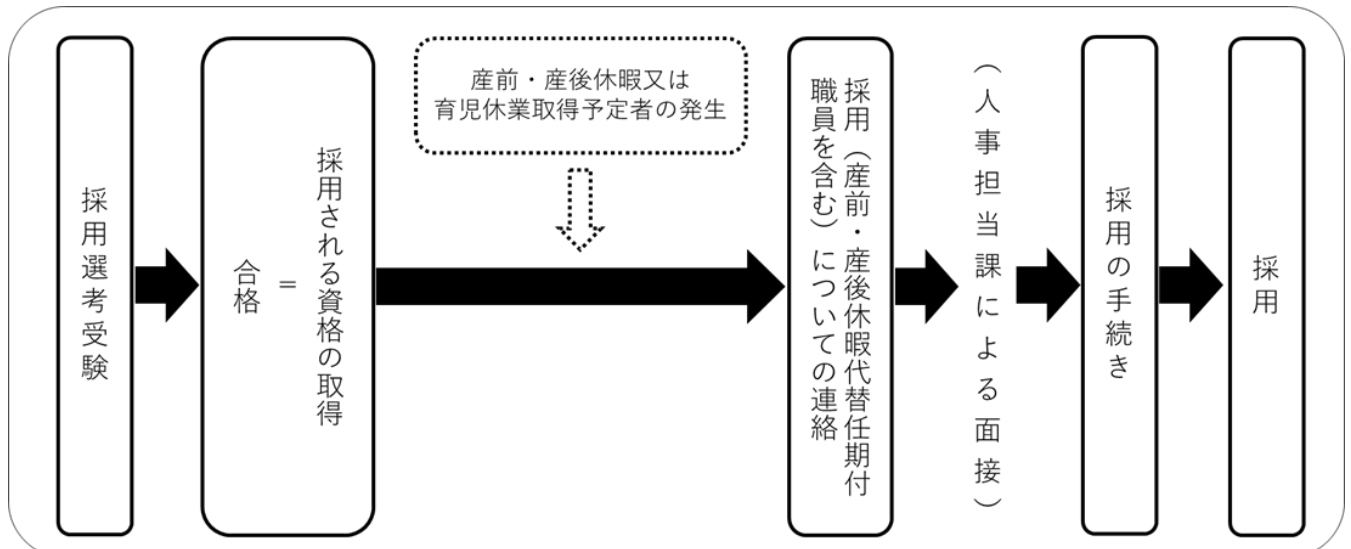 採用選考受験
合格
＝
採用される資格の取得
産前・産後休暇又は
育児休業取得予定者の発生
採用（産前・産後休暇代替任期付
職員を含む）についての連絡
（人事担当課による面接）
採用の手続き
採用